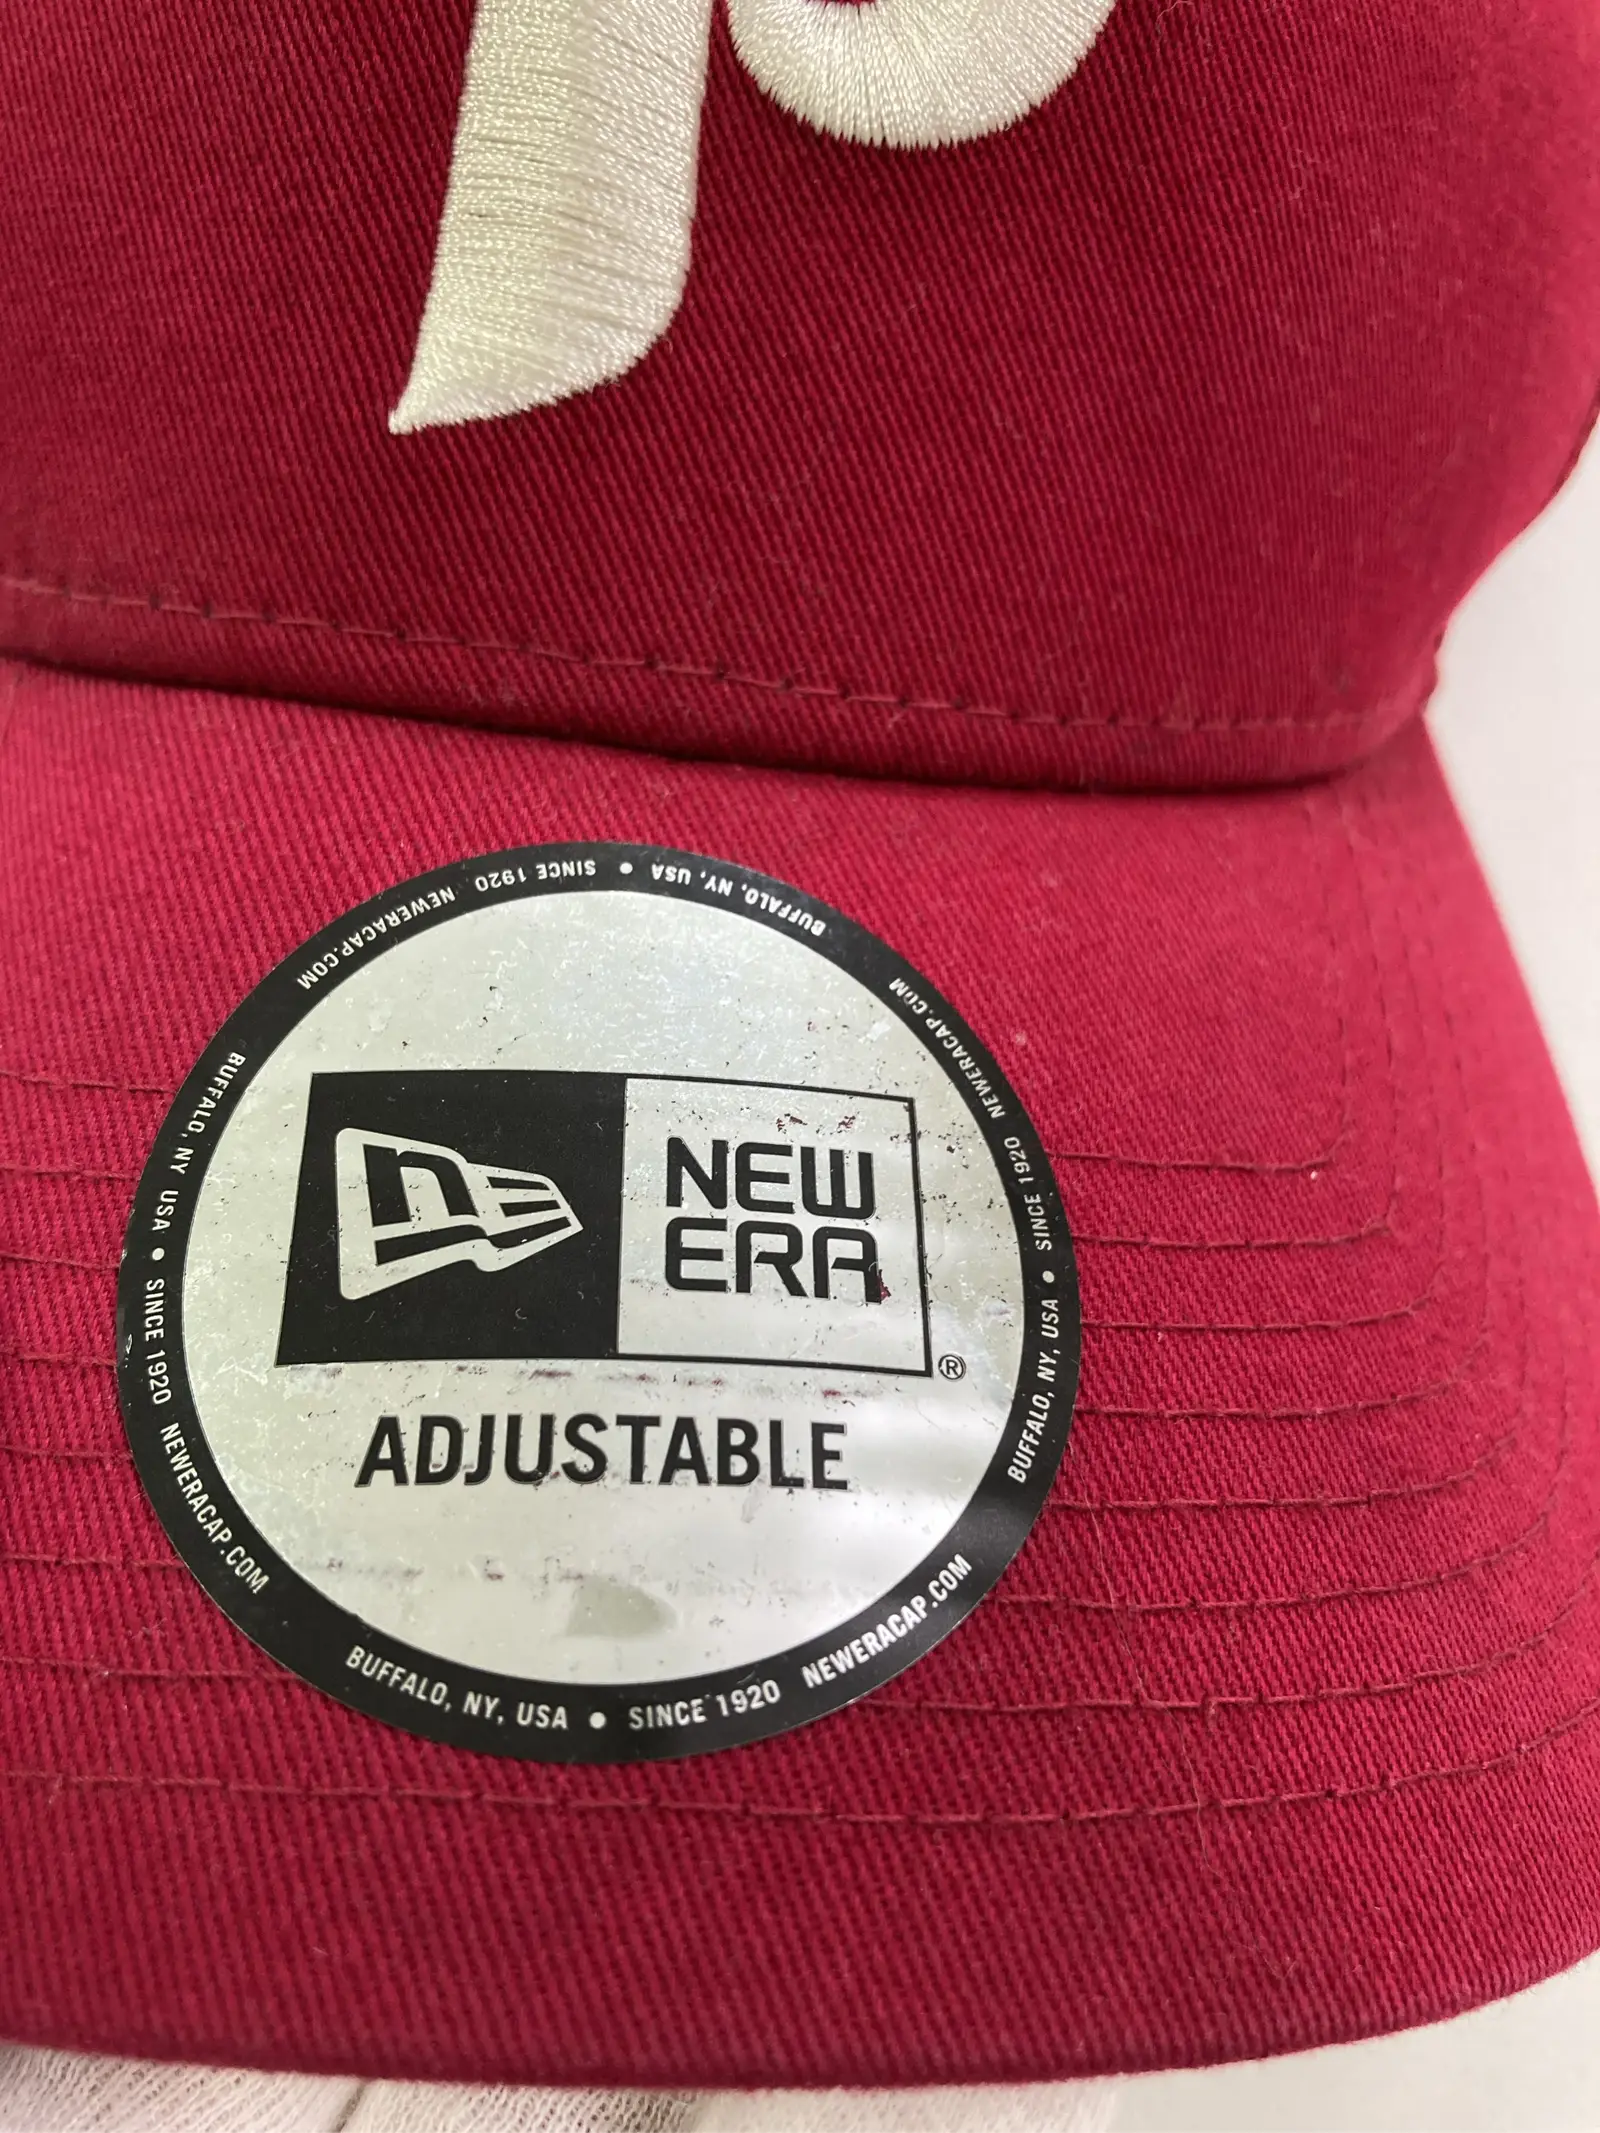 NEW
ERA
®
ADJUSTABLE
BUFFALO, NY, USA • SINCE 1920 NEWERACAP.COM
BUFFALO, NY, USA • SINCE 1920 NEWERACAP.COM
BUFFALO, NY, USA • SINCE 1920 NEWERACAP.COM
BUFFALO, NY USA • SINCE 1920 NEWERACAP.COM